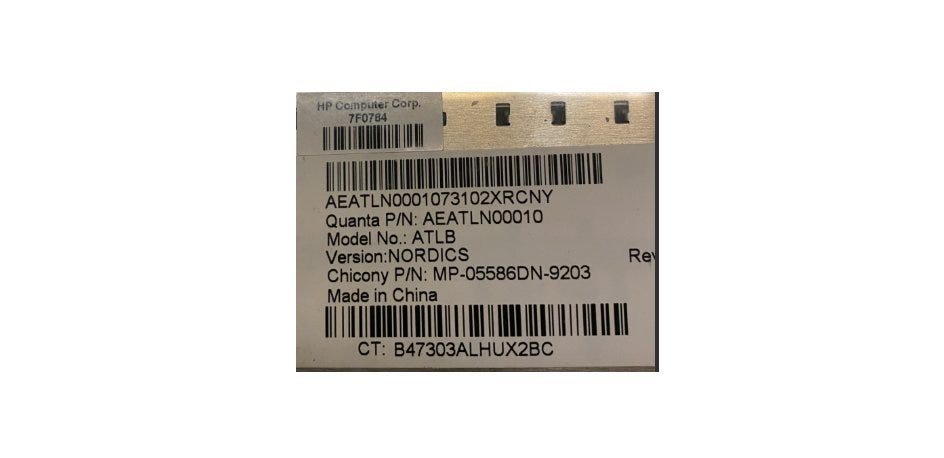 HP Computer Corp.
7F0784
AEATLN0001073102XRCNY
Quanta P/N: AEATLN00010
Model No.: ATLB
Version:NORDICS
Rev
Chicony P/N: MP-05586DN-9203
Made in China
CT: B47303ALHUX2BC